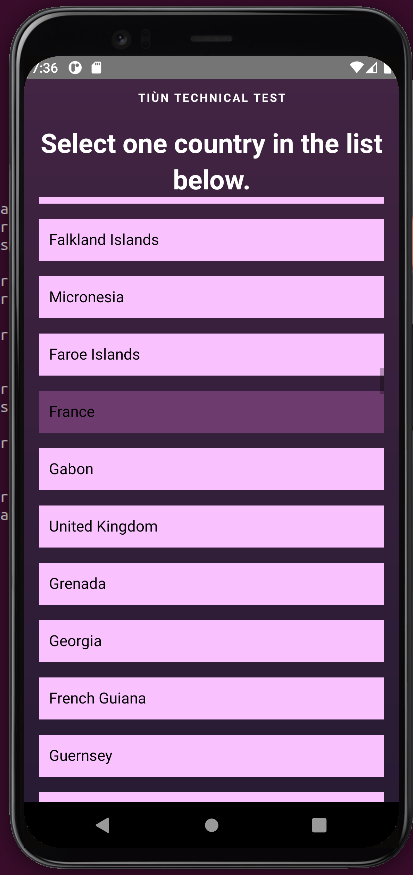 7:36
TIÙN TECHNICAL TEST
Select one country in the list
below.
Falkland Islands
Micronesia
Faroe Islands
France
Gabon
United Kingdom
Grenada
Georgia
French Guiana
Guernsey
a
r
s
r
r
r
r
s
r
r
a